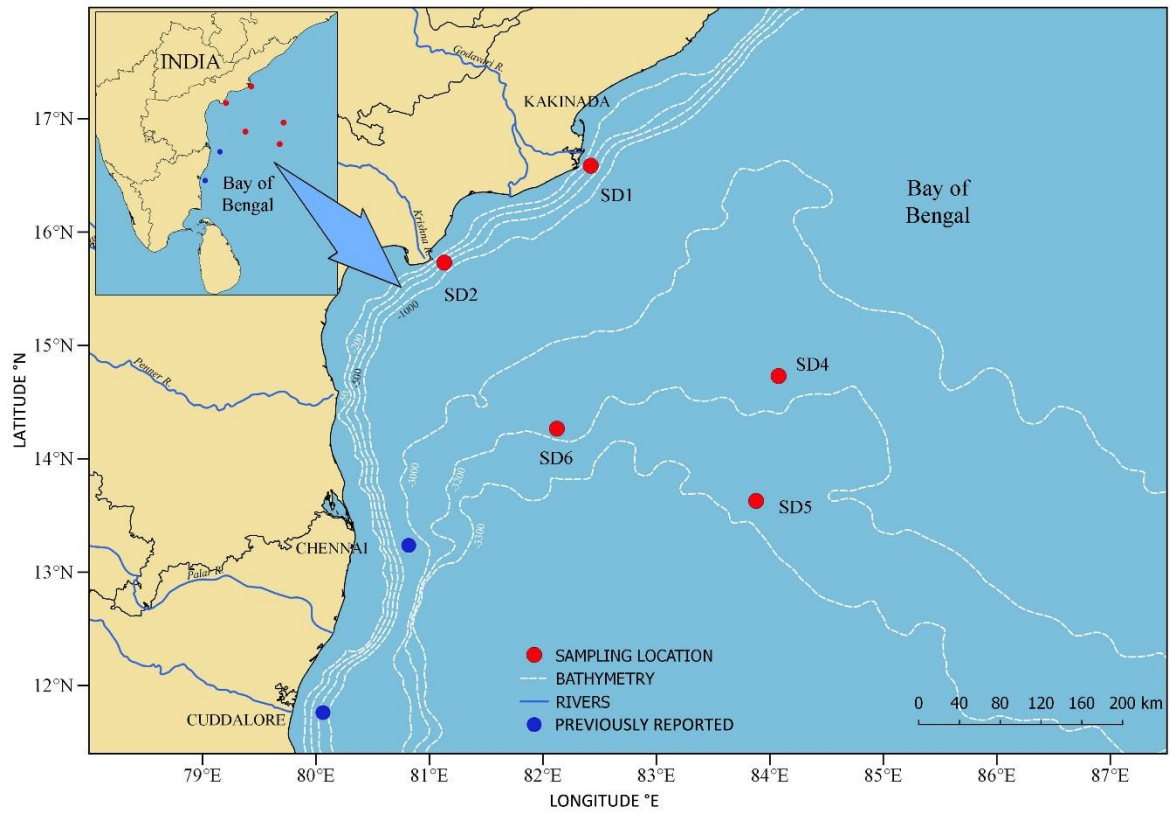 INDIA
Bay of
Bengal
Godavari R.
KAKINADA
SD1
Krishna R.
SD2
-1000
-200
-500
Bay of
Bengal
Penner R.
SD4
SD6
SD5
-3000
-3200
-3300
CHENNAI
Palar R.
CUDDALORE
SAMPLING LOCATION
BATHYMETRY
RIVERS
PREVIOUSLY REPORTED
0 40 80 120 160 200 km
17°N
16°N
15°N
14°N
13°N
12°N
LATITUDE °N
79°E 80°E 81°E 82°E 83°E 84°E 85°E 86°E 87°E
LONGITUDE °E